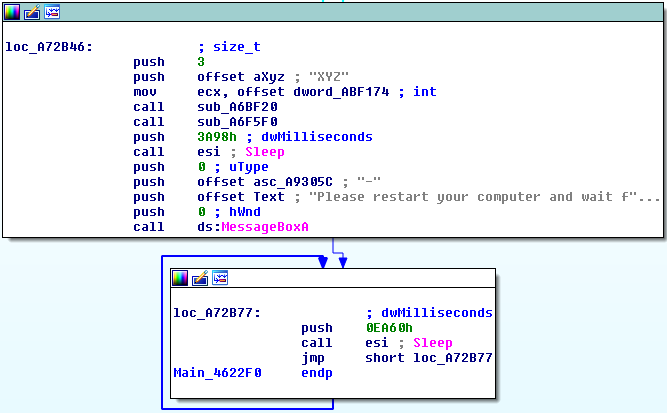 loc_A72B46: ; size_t
push 3
push offset aXyz ; "XYZ"
mov ecx, offset dword_ABF174 ; int
call sub_A6BF20
call sub_A6F5F0
push 3A98h ; dwMilliseconds
call esi ; Sleep
push 0 ; uType
push offset asc_A9305C ; "-"
push offset Text ; "Please restart your computer and wait f"...
push 0 ; hWnd
call ds:MessageBoxA
loc_A72B77: ; dwMilliseconds
push 0EA60h
call esi ; Sleep
jmp short loc_A72B77
Main_4622F0 endp